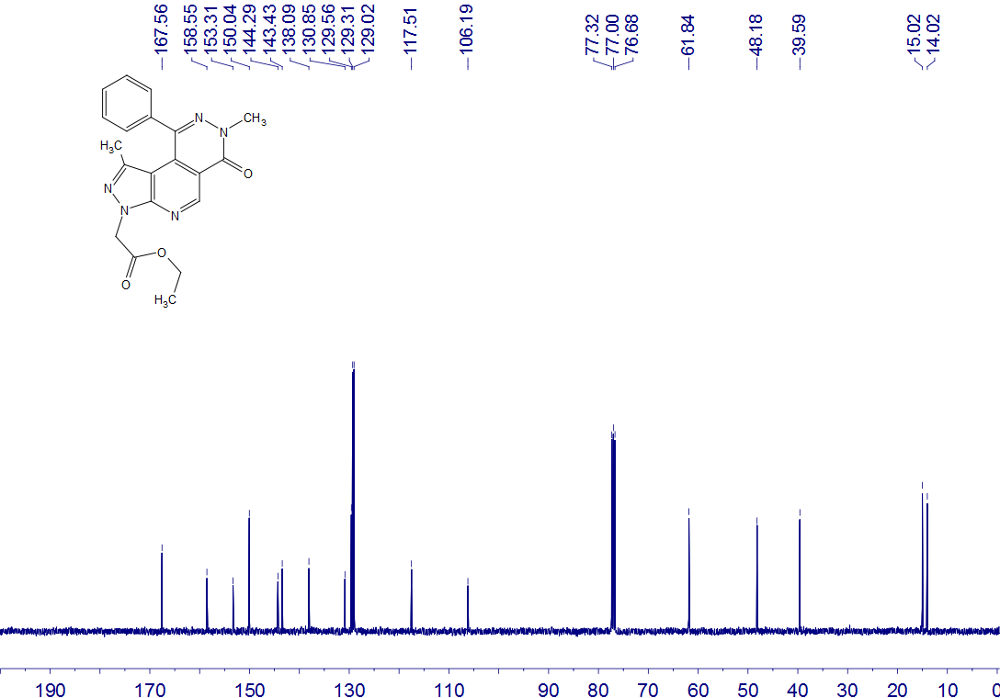 167.56
158.55
153.31
150.04
144.29
143.43
138.09
130.85
129.56
129.31
129.02
117.51
106.19
77.32
77.00
76.68
61.84
48.18
39.59
15.02
14.02
N
N
CH3
H3C
O
N
N
N
O
O
H3C
190 170 150 130 110 90 80 70 60 50 40 30 20 10 0